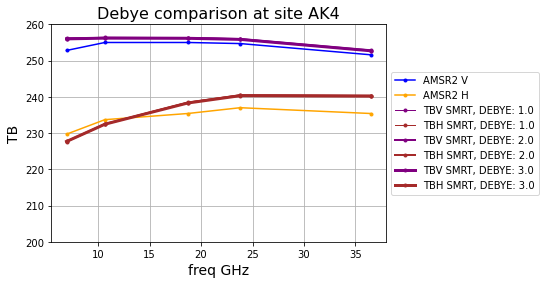 Debye comparison at site AK4
260
250
240
230
220
210
200
TB
10
15
20
25
30
35
freq GHz
AMSR2 V
AMSR2 H
TBV SMRT, DEBYE: 1.0
TBH SMRT, DEBYE: 1.0
TBV SMRT, DEBYE: 2.0
TBH SMRT, DEBYE: 2.0
TBV SMRT, DEBYE: 3.0
TBH SMRT, DEBYE: 3.0